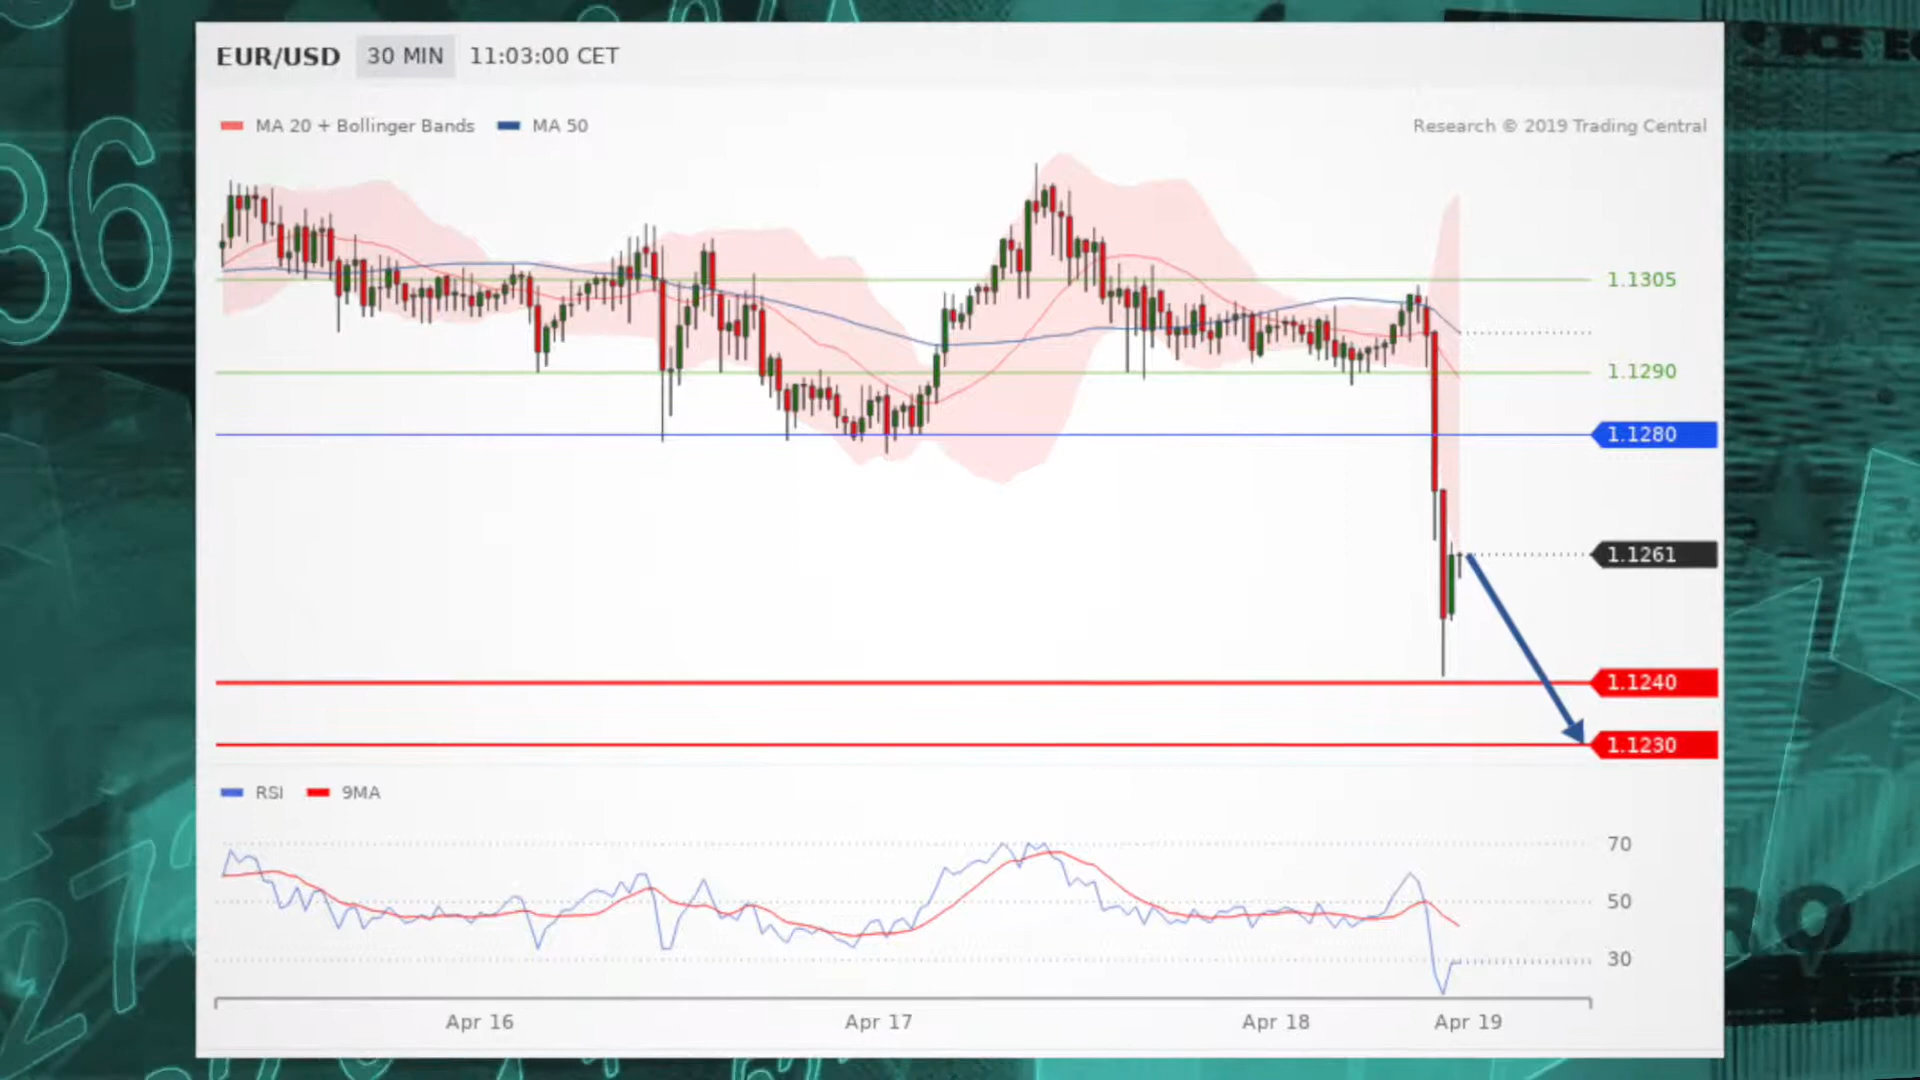 EUR/USD 30 MIN 11:03:00 CET
MA 20 + Bollinger Bands MA 50
Research © 2019 Trading Central
36
1.1305
1.1290
1.1280
1.1261
1.1240
1.1230
RSI 9MA
70
50
30
27
Apr 16 Apr 17 Apr 18 Apr 19